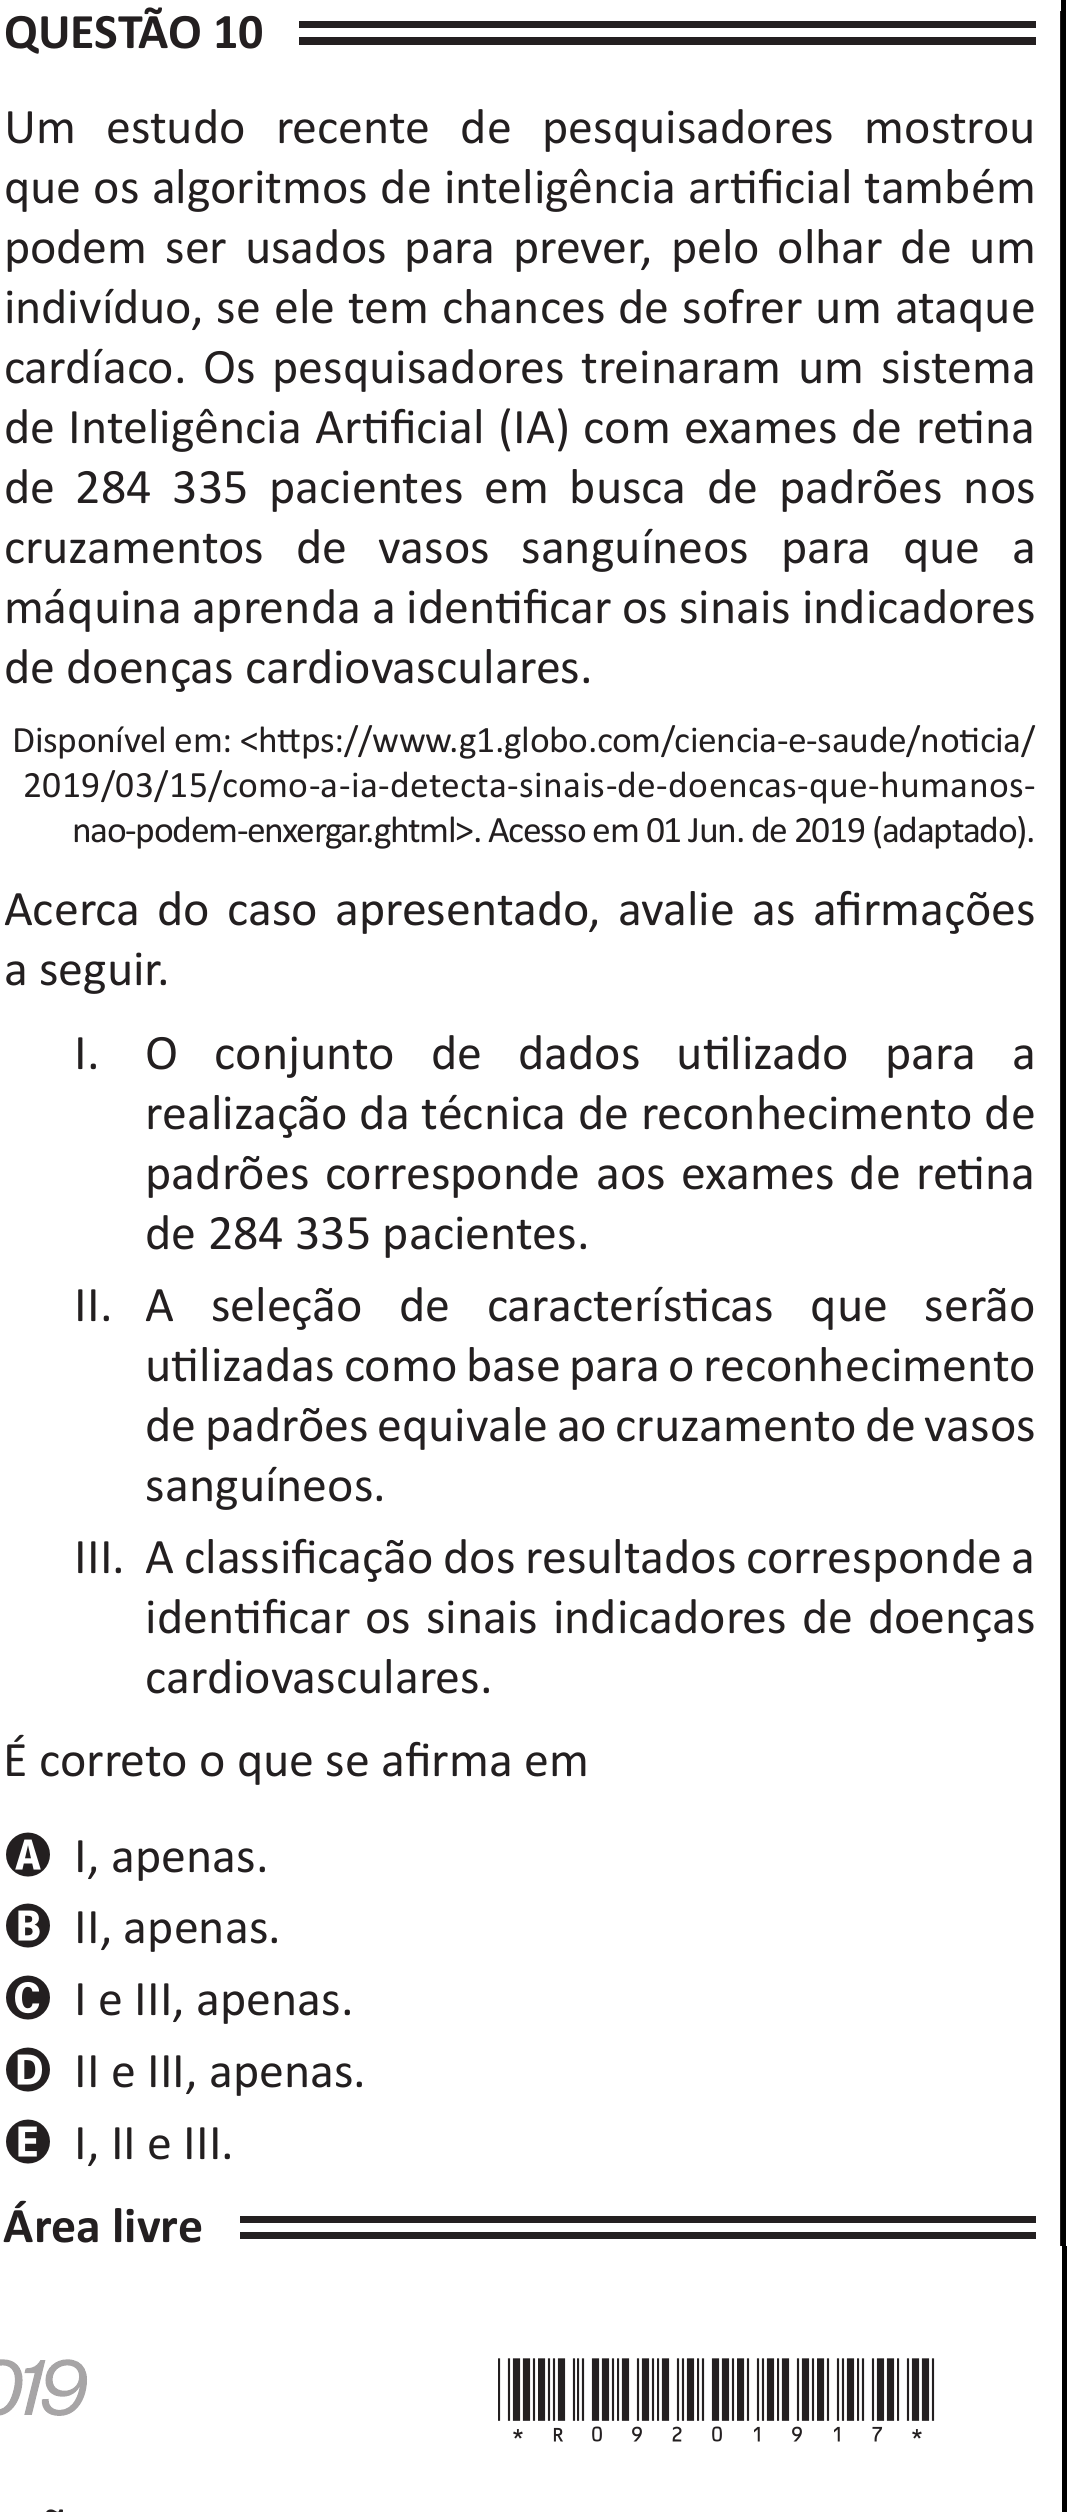 QUESTÃO 10
Um estudo recente de pesquisadores mostrou
que os algoritmos de inteligência artificial também
podem ser usados para prever, pelo olhar de um
indivíduo, se ele tem chances de sofrer um ataque
cardíaco. Os pesquisadores treinaram um sistema
de Inteligência Artificial (IA) com exames de retina
de 284 335 pacientes em busca de padrões nos
cruzamentos de vasos sanguíneos para que a
máquina aprenda a identificar os sinais indicadores
de doenças cardiovasculares.
Disponível em: <https://www.g1.globo.com/ciencia-e-saude/noticia/
2019/03/15/como-a-ia-detecta-sinais-de-doencas-que-humanos-
nao-podem-enxergar.ghtml>. Acesso em 01 Jun. de 2019 (adaptado).
Acerca do caso apresentado, avalie as afirmações
a seguir.
I. O conjunto de dados utilizado para a
realização da técnica de reconhecimento de
padrões corresponde aos exames de retina
de 284 335 pacientes.
II. A seleção de características que serão
utilizadas como base para o reconhecimento
de padrões equivale ao cruzamento de vasos
sanguíneos.
III. A classificação dos resultados corresponde a
identificar os sinais indicadores de doenças
cardiovasculares.
É correto o que se afirma em
A I, apenas.
B II, apenas.
C I e III, apenas.
D II e III, apenas.
E I, II e III.
Área livre
019
*R0920191​7*